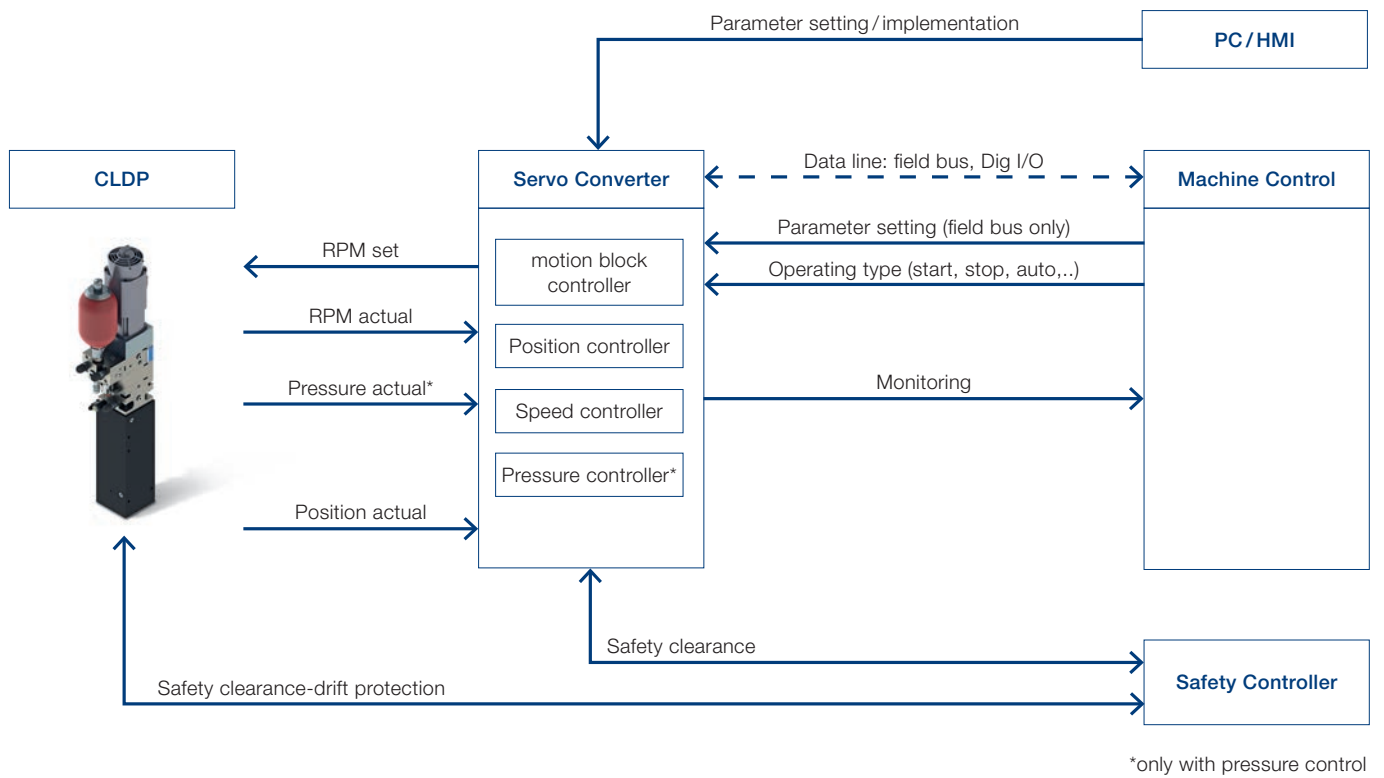 Parameter setting / implementation
PC / HMI
CLDP
Servo Converter
Data line: field bus, Dig I/O
Machine Control
Parameter setting (field bus only)
RPM set
motion block
controller
Operating type (start, stop, auto,..)
RPM actual
Position controller
Pressure actual*
Monitoring
Speed controller
Pressure controller*
Position actual
Safety clearance
Safety Controller
Safety clearance-drift protection
*only with pressure control